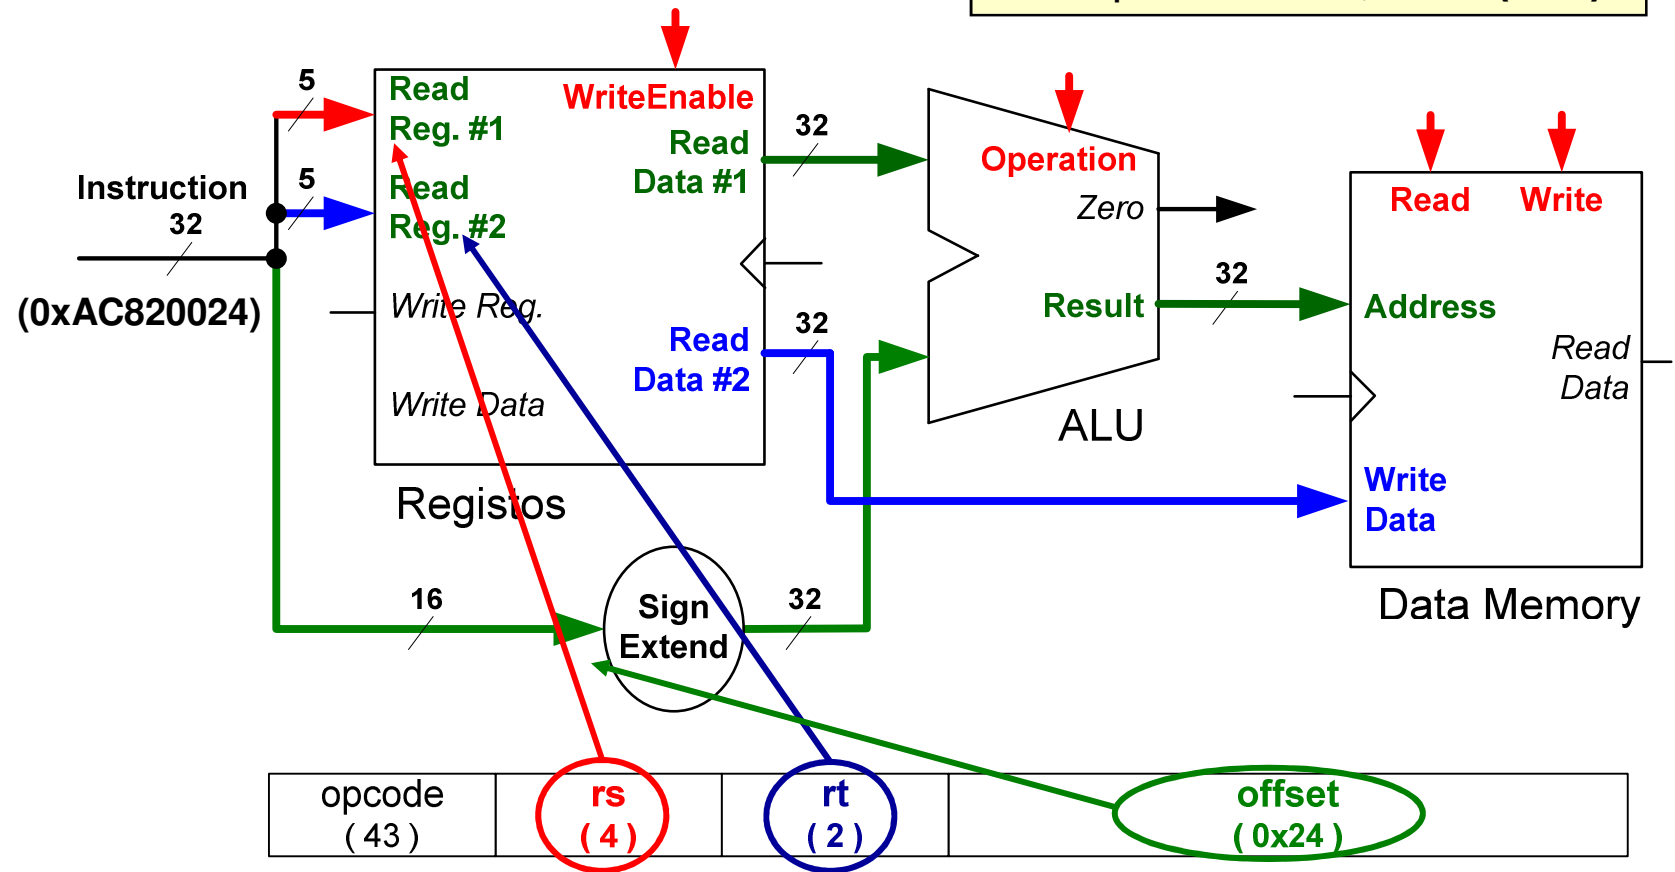 5
Read
Reg. #1
WriteEnable
Read
Data #1
32
Operation
Zero
Read
Write
Instruction
32
5
Read
Reg. #2
(0xAC820024)
Write Reg.
Write Data
Read
Data #2
32
Result
32
Address
Read
Data
ALU
Write
Data
Registos
Data Memory
16
Sign
Extend
32
opcode
( 43 )
rs
( 4 )
rt
( 2 )
offset
( 0x24 )